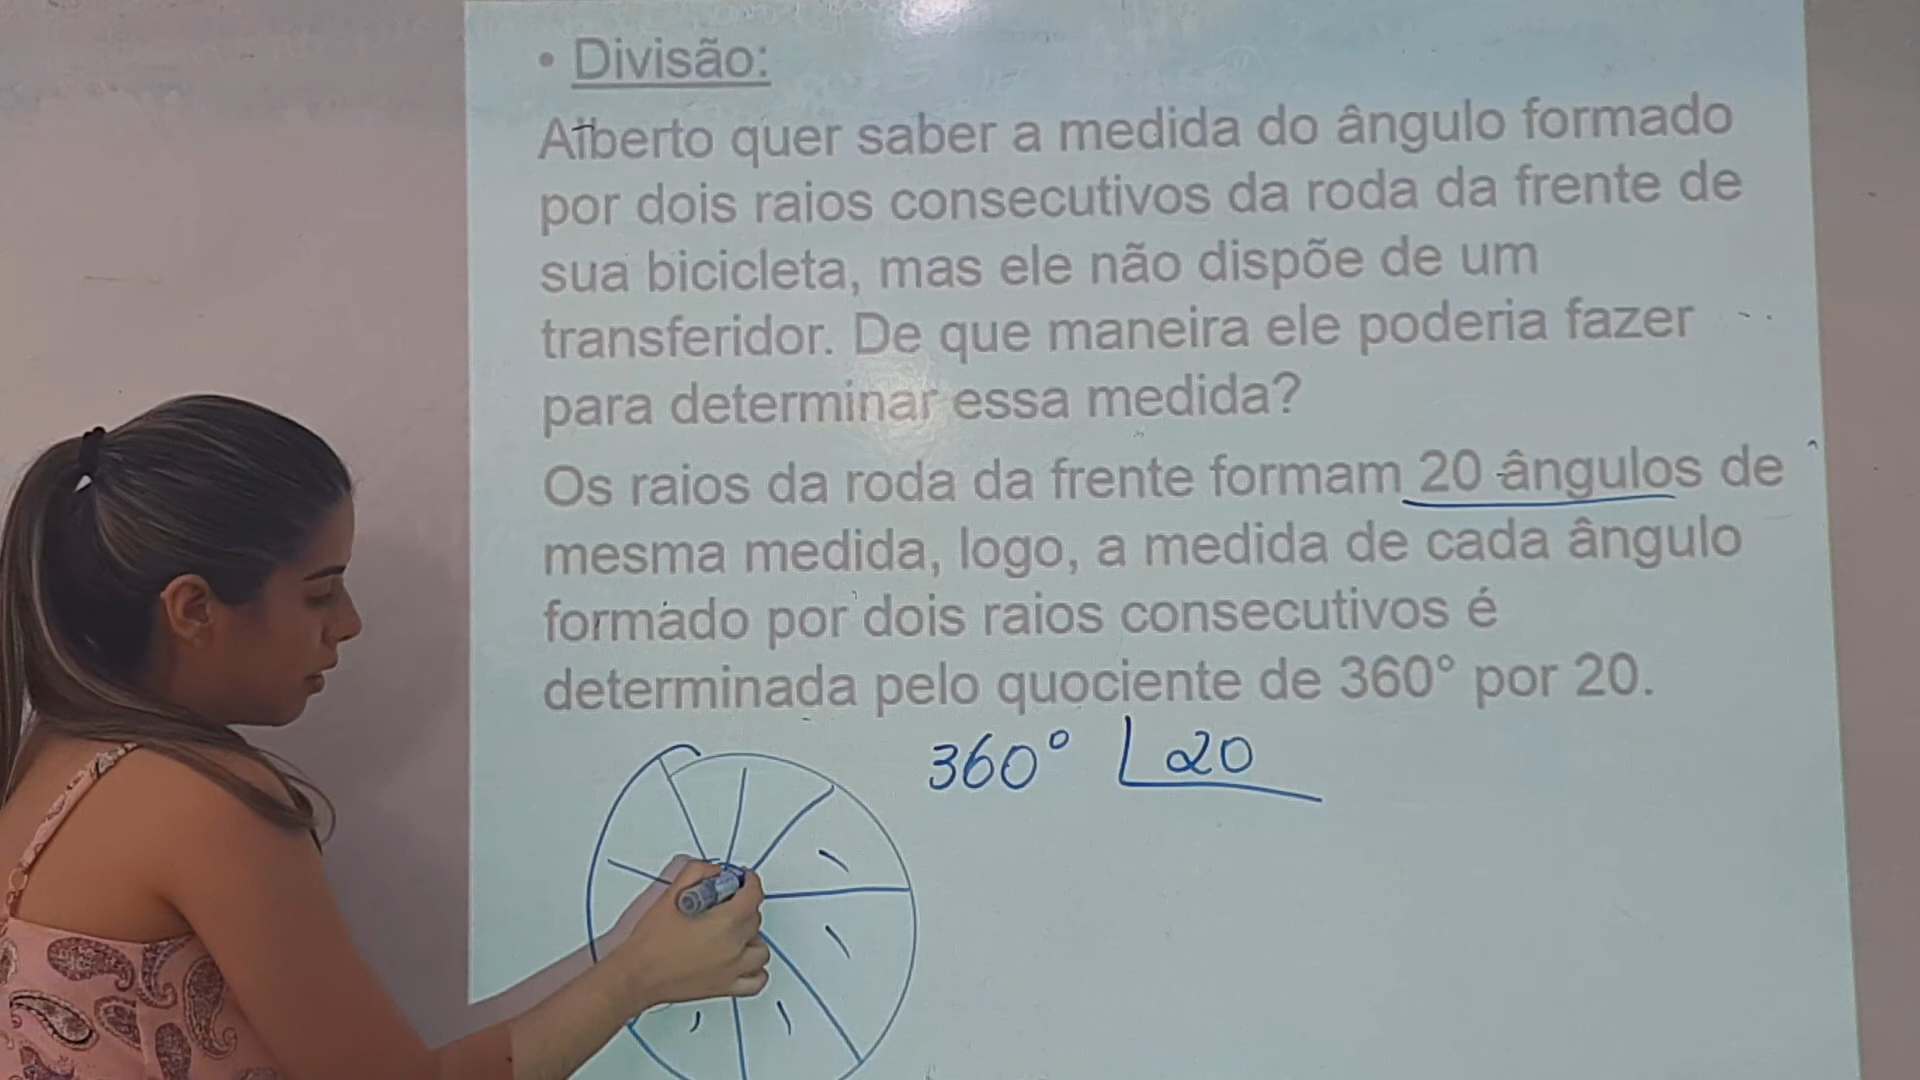 • Divisão:
Alberto quer saber a medida do ângulo formado
por dois raios consecutivos da roda da frente de
sua bicicleta, mas ele não dispõe de um
transferidor. De que maneira ele poderia fazer
para determinar essa medida?
Os raios da roda da frente formam 20 ângulos de
mesma medida, logo, a medida de cada ângulo
formado por dois raios consecutivos é
determinada pelo quociente de 360° por 20.
360° 20